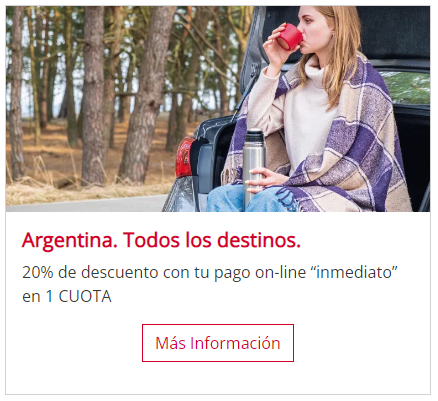 Argentina. Todos los destinos.
20% de descuento con tu pago on-line “inmediato”
en 1 CUOTA
Más Información